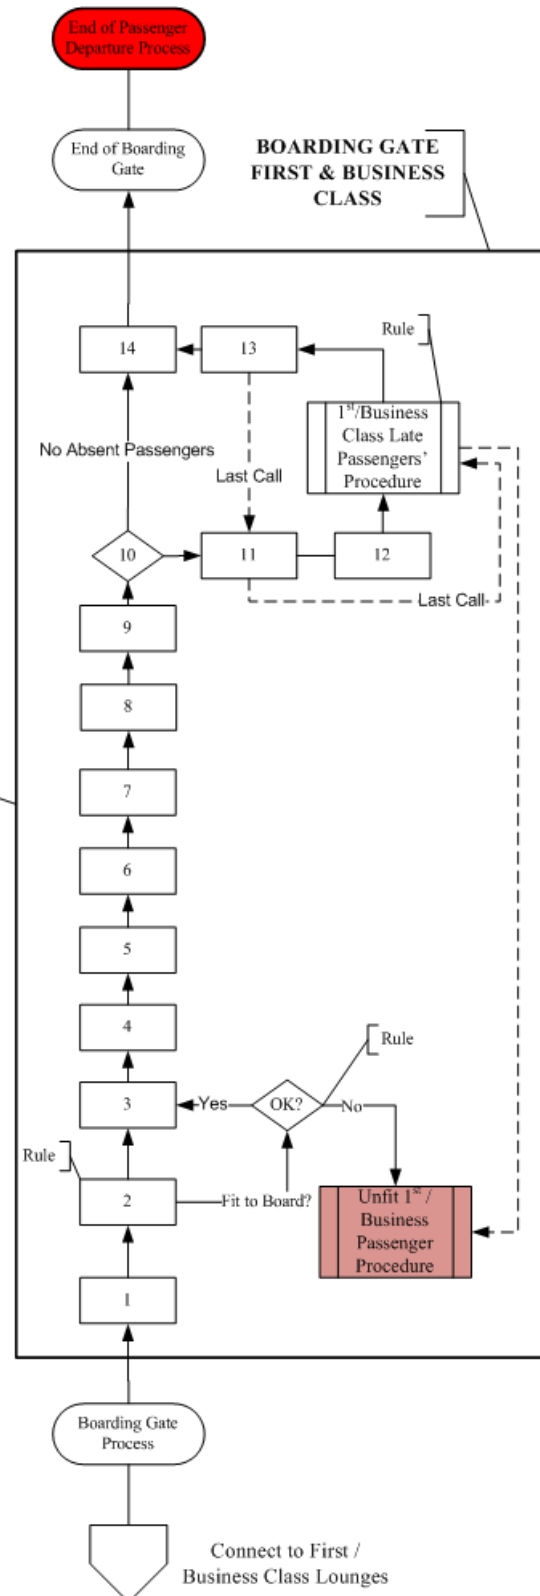 End of Passenger
Departure Process
End of Boarding
Gate
BOARDING GATE
FIRST & BUSINESS
CLASS
Rule
14
13
1st/Business
Class Late
Passengers'
Procedure
No Absent Passengers
Last Call
10
11
12
Last Call
9
8
7
6
5
4
Rule
3
Yes
OK?
No
Rule
2
Fit to Board?
Unfit 1st /
Business
Passenger
Procedure
1
Boarding Gate
Process
Connect to First /
Business Class Lounges